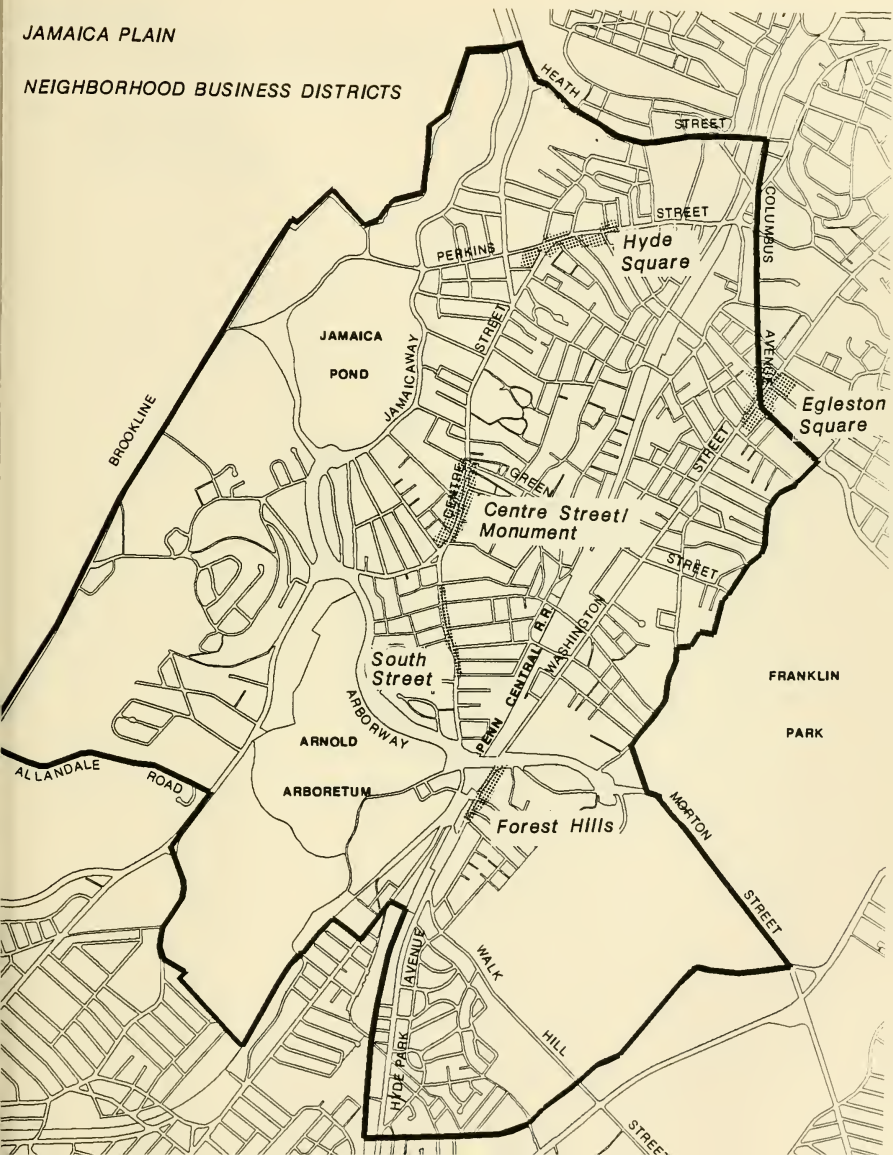 JAMAICA PLAIN
NEIGHBORHOOD BUSINESS DISTRICTS
HEATH
STREET
COLUMBUS
AVENUE
STREET
PERKINS
Hyde
Square
JAMAICA
POND
JAMAICAWAY
STREET
BROOKLINE
Egleston
Square
STREET
CENTRE
GREEN
Centre Street/
Monument
STREET
WASHINGTON
PENN CENTRAL R.R.
South
Street
ARBORWAY
FRANKLIN
PARK
ARNOLD
ARBORETUM
ALLANDALE
ROAD
Forest Hills
MORTON
STREET
WALK
HILL
STREET
HYDE PARK
AVENUE